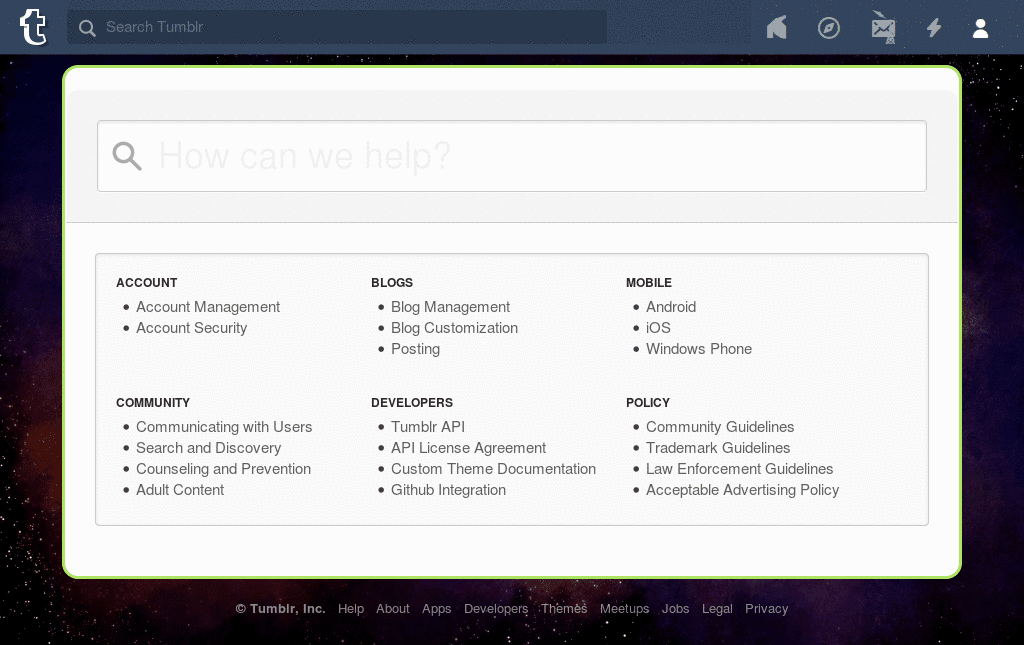 t
Search Tumblr
How can we help?
ACCOUNT
• Account Management
• Account Security
BLOGS
• Blog Management
• Blog Customization
• Posting
MOBILE
• Android
• iOS
• Windows Phone
COMMUNITY
• Communicating with Users
• Search and Discovery
• Counseling and Prevention
• Adult Content
DEVELOPERS
• Tumblr API
• API License Agreement
• Custom Theme Documentation
• Github Integration
POLICY
• Community Guidelines
• Trademark Guidelines
• Law Enforcement Guidelines
• Acceptable Advertising Policy
© Tumblr, Inc. Help About Apps Developers Themes Meetups Jobs Legal Privacy